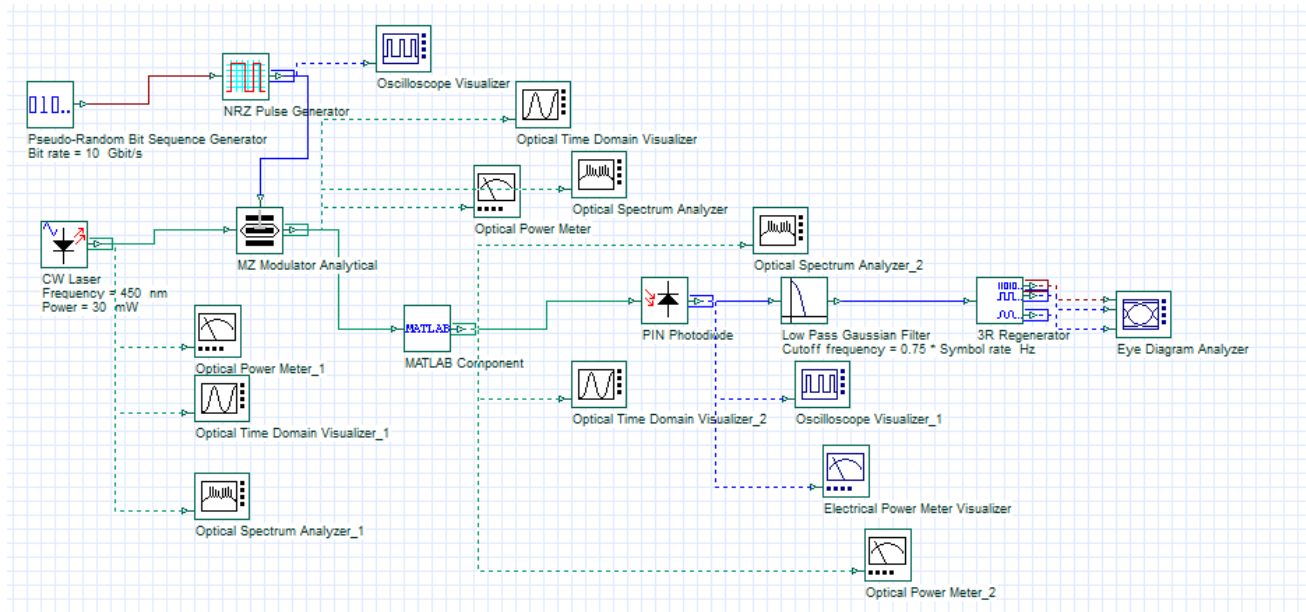 Oscilloscope Visualizer
NRZ Pulse Generator
010..
Pseudo-Random Bit Sequence Generator
Bit rate = 10 Gbit/s
Optical Time Domain Visualizer
Optical Spectrum Analyzer
Optical Power Meter
MZ Modulator Analytical
Optical Spectrum Analyzer_2
CW Laser
Frequency = 450 nm
Power = 30 mW
MATLAB
MATLAB Component
PIN Photodiode
Low Pass Gaussian Filter
Cutoff frequency = 0.75 * Symbol rate Hz
3R Regenerator
Eye Diagram Analyzer
Optical Power Meter_1
Optical Time Domain Visualizer_1
Optical Time Domain Visualizer_2
Oscilloscope Visualizer_1
Optical Spectrum Analyzer_1
Electrical Power Meter Visualizer
Optical Power Meter_2